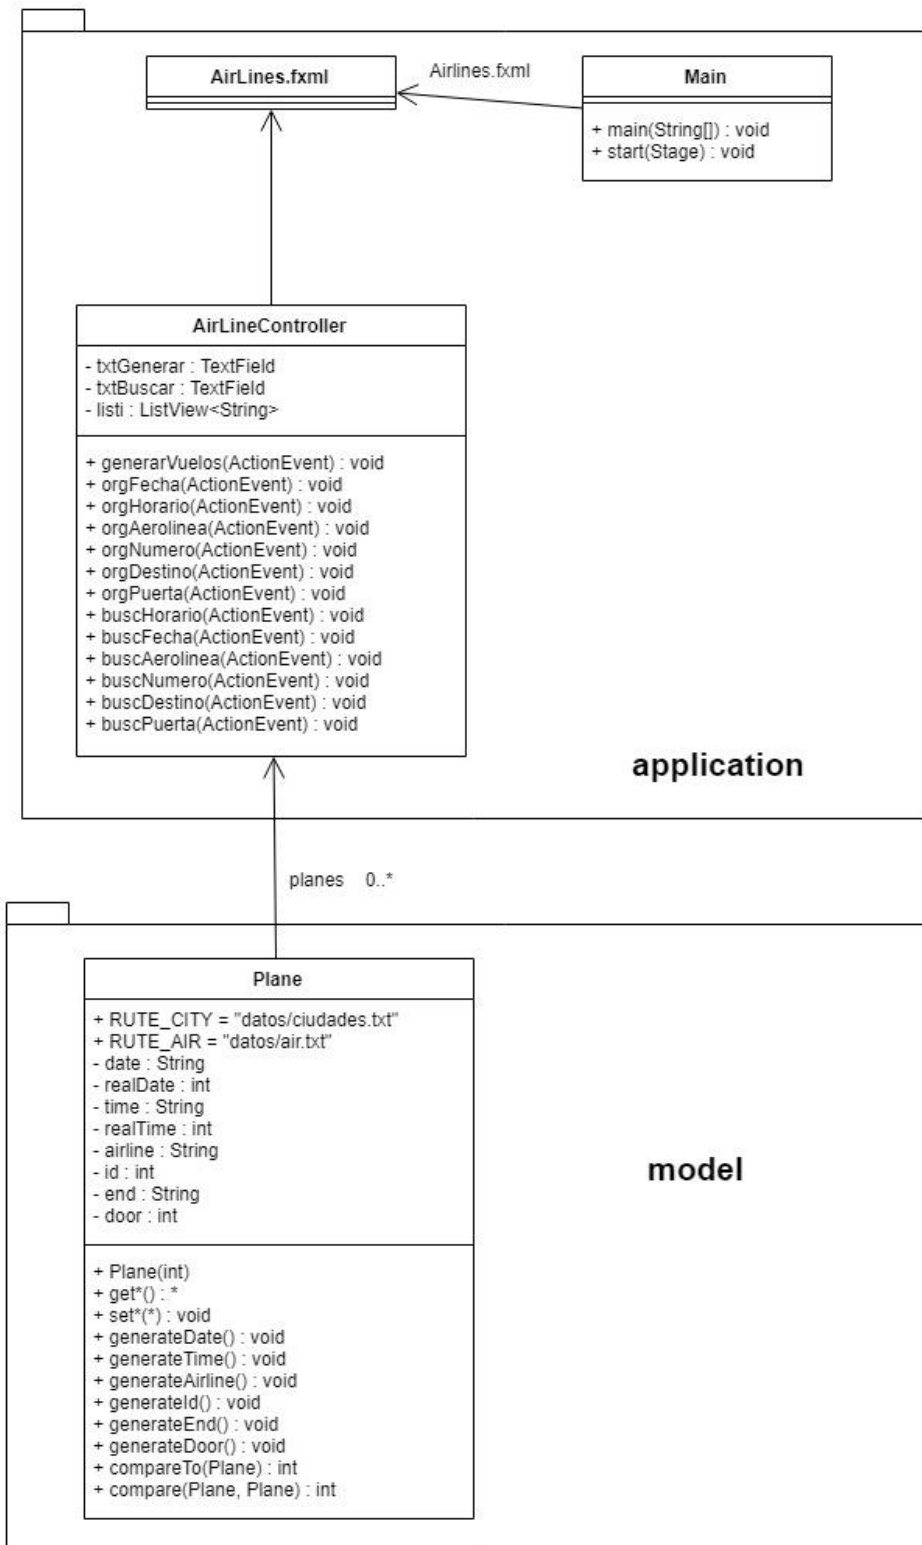 AirLines.fxml
Airlines.fxml
Main
+ main(String[]) : void
+ start(Stage) : void
AirLineController
- txtGenerar : TextField
- txtBuscar : TextField
- listi : ListView<String>
+ generarVuelos(ActionEvent) : void
+ orgFecha(ActionEvent) : void
+ orgHorario(ActionEvent) : void
+ orgAerolinea(ActionEvent) : void
+ orgNumero(ActionEvent) : void
+ orgDestino(ActionEvent) : void
+ orgPuerta(ActionEvent) : void
+ buscHorario(ActionEvent) : void
+ buscFecha(ActionEvent) : void
+ buscAerolinea(ActionEvent) : void
+ buscNumero(ActionEvent) : void
+ buscDestino(ActionEvent) : void
+ buscPuerta(ActionEvent) : void
application
planes 0..*
Plane
+ RUTE_CITY = "datos/ciudades.txt"
+ RUTE_AIR = "datos/air.txt"
- date : String
- realDate : int
- time : String
- realTime : int
- airline : String
- id : int
- end : String
- door : int
model
+ Plane(int)
+ get*() : *
+ set*(*) : void
+ generateDate() : void
+ generateTime() : void
+ generateAirline() : void
+ generateId() : void
+ generateEnd() : void
+ generateDoor() : void
+ compareTo(Plane) : int
+ compare(Plane, Plane) : int